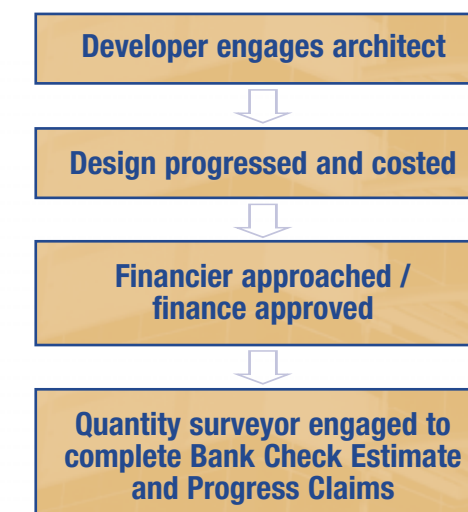 Developer engages architect
Design progressed and costed
Financier approached /
finance approved
Quantity surveyor engaged to
complete Bank Check Estimate
and Progress Claims